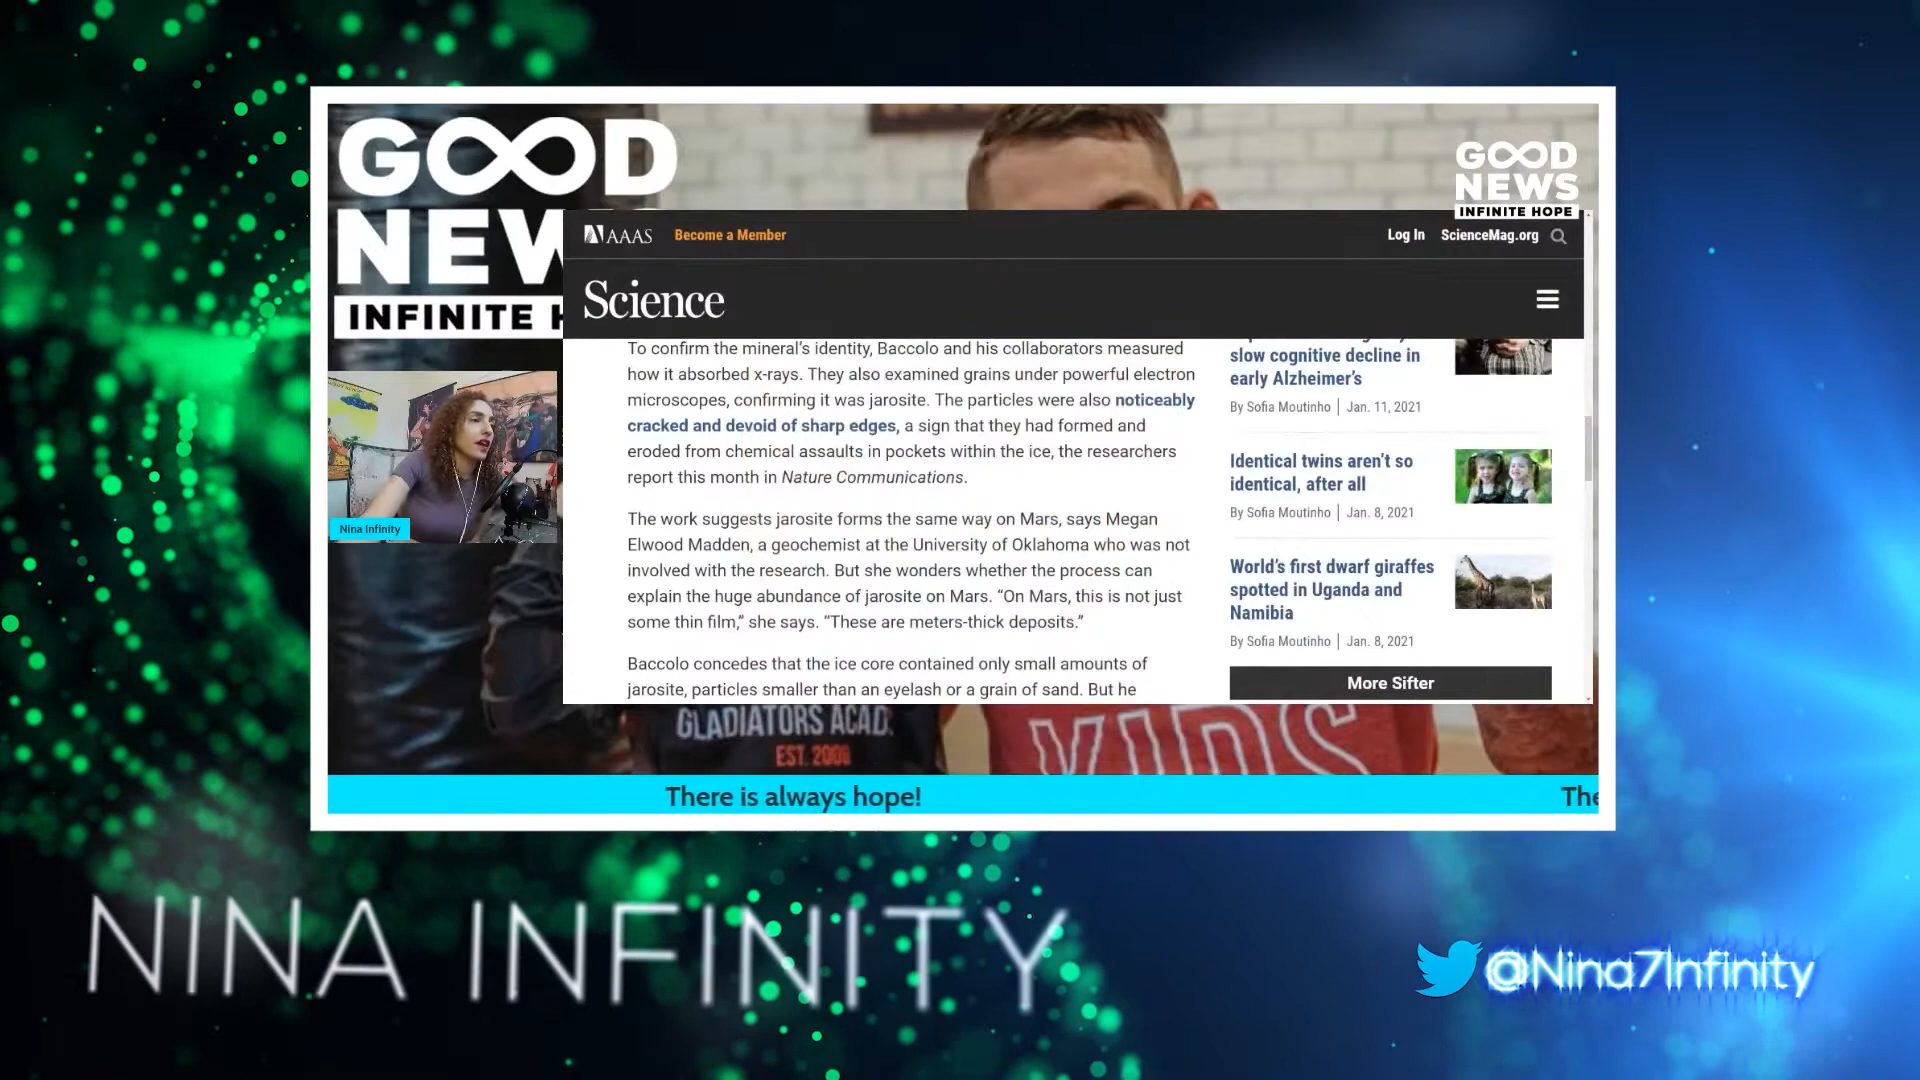 GOOD
NEW
INFINITE H
GOOD
NEWS
INFINITE HOPE
AAAS
Become a Member
Log In
ScienceMag.org
Science
To confirm the mineral's identity, Baccolo and his collaborators measured
how it absorbed x-rays. They also examined grains under powerful electron
microscopes, confirming it was jarosite. The particles were also noticeably
cracked and devoid of sharp edges, a sign that they had formed and
eroded from chemical assaults in pockets within the ice, the researchers
report this month in Nature Communications.
The work suggests jarosite forms the same way on Mars, says Megan
Elwood Madden, a geochemist at the University of Oklahoma who was not
involved with the research. But she wonders whether the process can
explain the huge abundance of jarosite on Mars. “On Mars, this is not just
some thin film,” she says. “These are meters-thick deposits.”
Baccolo concedes that the ice core contained only small amounts of
jarosite, particles smaller than an eyelash or a grain of sand. But he
slow cognitive decline in
early Alzheimer's
By Sofia Moutinho | Jan. 11, 2021
Identical twins aren't so
identical, after all
By Sofia Moutinho | Jan. 8, 2021
World's first dwarf giraffes
spotted in Uganda and
Namibia
By Sofia Moutinho | Jan. 8, 2021
More Sifter
Nina Infinity
GLADIATORS ACAD.
EST. 2008
KIDS
There is always hope!
The
NINA INFINITY
@Nina7Infinity